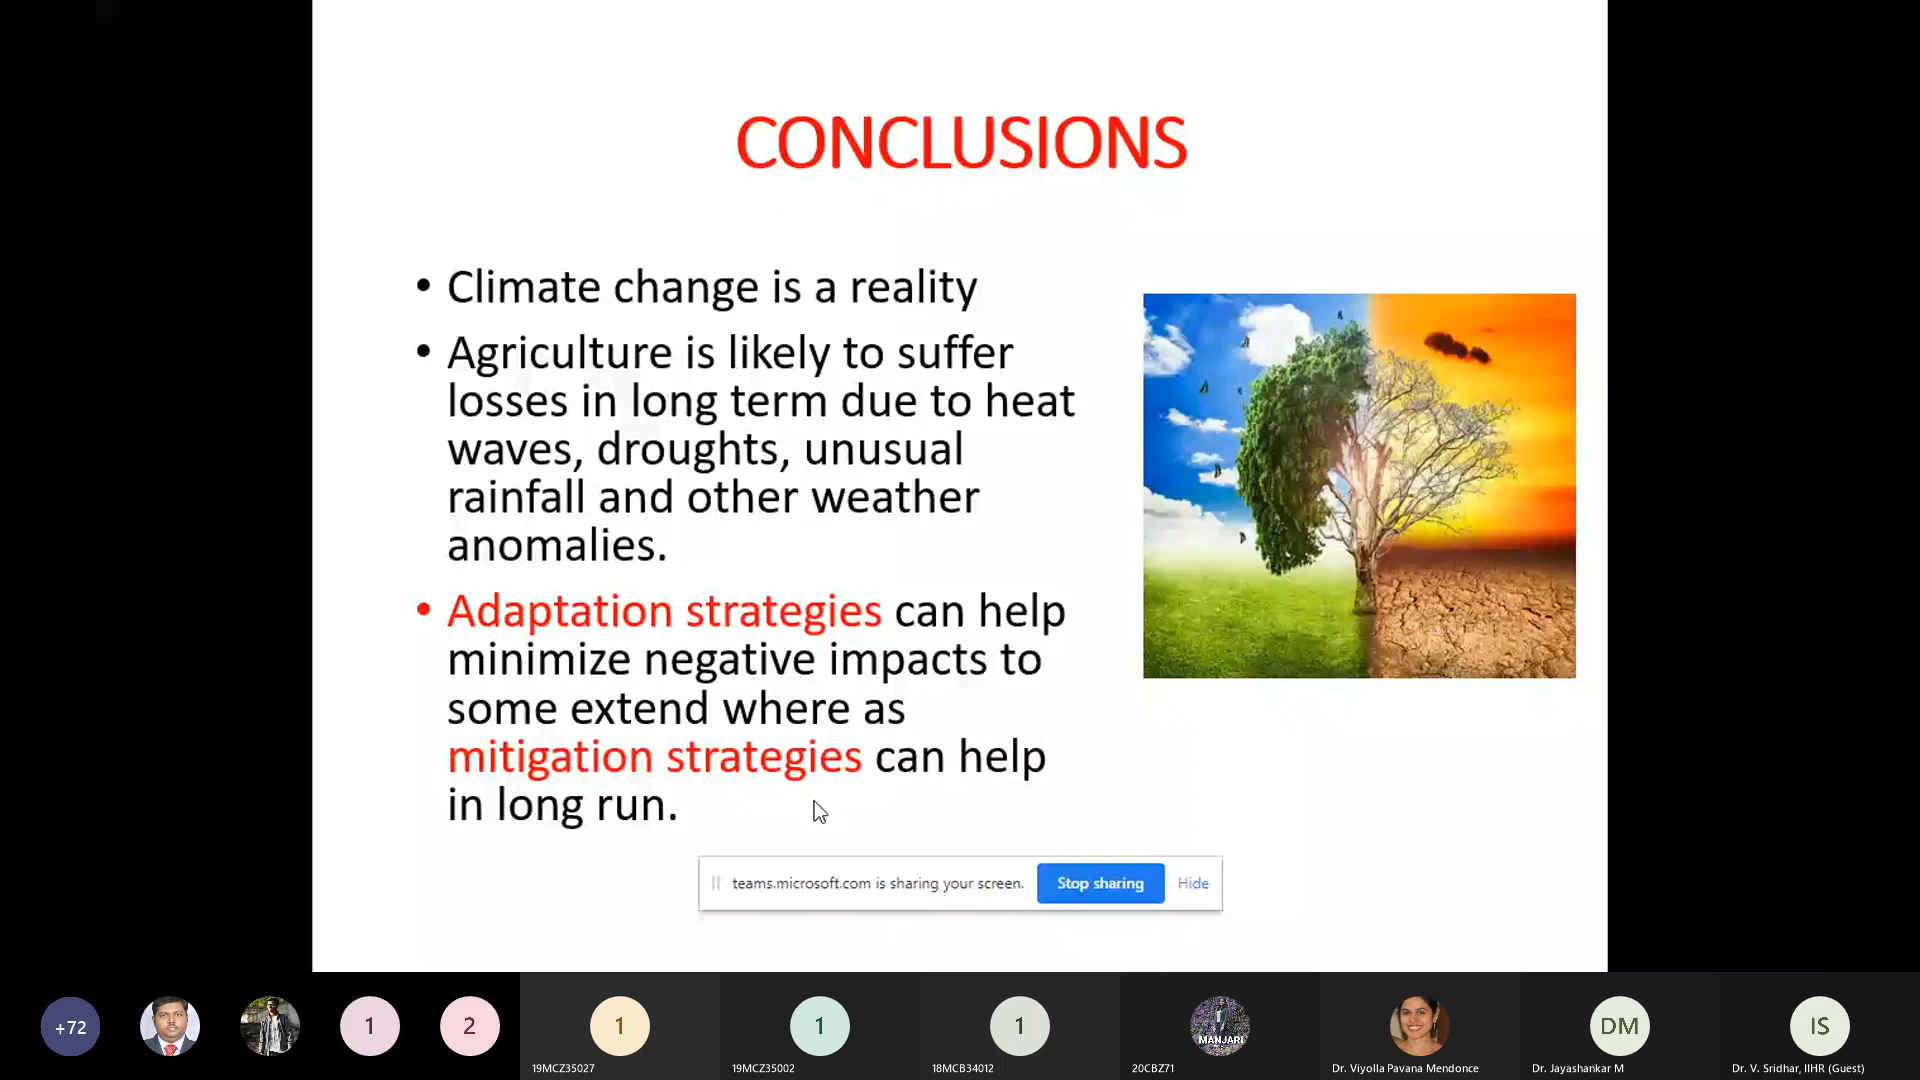 CONCLUSIONS
• Climate change is a reality
• Agriculture is likely to suffer
losses in long term due to heat
waves, droughts, unusual
rainfall and other weather
anomalies.
• Adaptation strategies can help
minimize negative impacts to
some extend where as
mitigation strategies can help
in long run.
teams.microsoft.com is sharing your screen. Stop sharing Hide
+72 1 2 1 1 1 MANJARI DM IS
19MCZ35027 19MCZ35002 18MCB34012 20CBZ71 Dr. Viyolla Pavana Mendonce Dr. Jayashankar M Dr. V. Sridhar, IIHR (Guest)